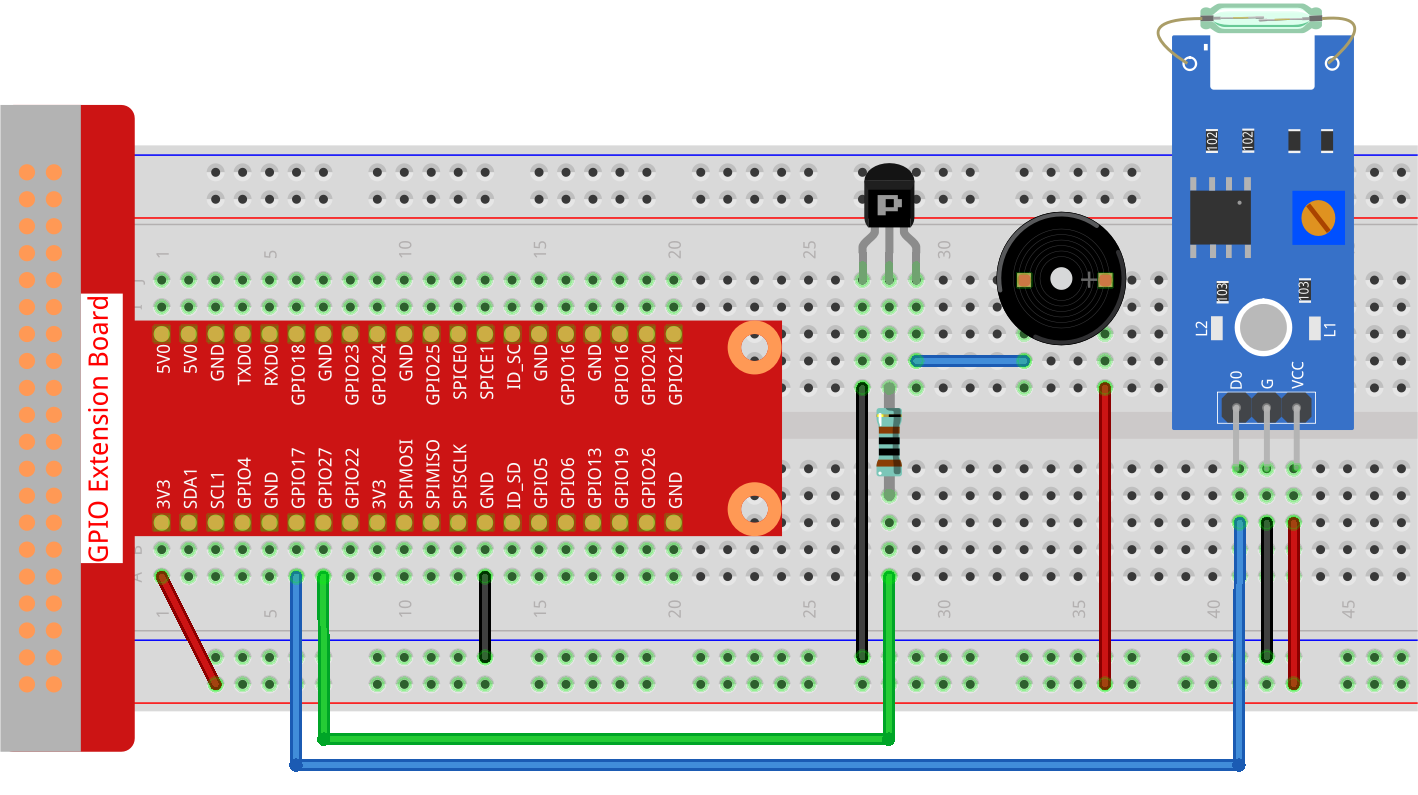 GPIO Extension Board
1
5
10
15
20
25
30
J
I
5V0
5V0
GND
TXD0
RXD0
GPIO18
GND
GPIO23
GPIO24
GND
GPIO25
SPICE0
SPICE1
ID_SC
GND
GPIO16
GND
GPIO16
GPIO20
GPIO21
3V3
SDA1
SCL1
GPIO4
GND
GPIO17
GPIO27
GPIO22
3V3
SPIMOSI
SPIMISO
SPISCLK
GND
ID_SD
GPIO5
GPIO6
GPIO13
GPIO19
GPIO26
GND
B
A
1
5
10
15
20
25
30
35
40
45
P
+
102
102
103
103
L2
L1
D0
G
VCC